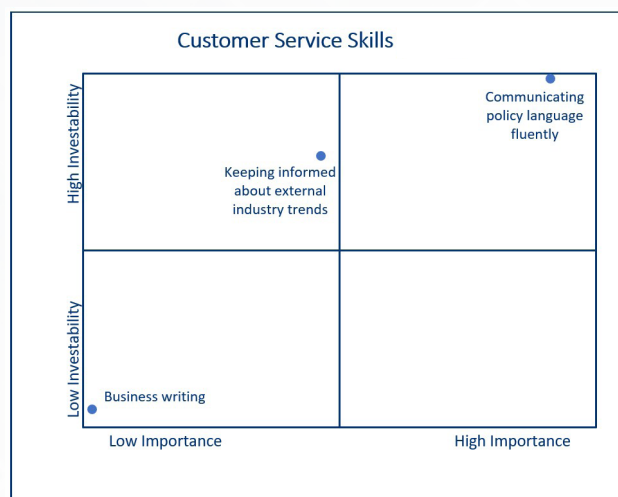 Customer Service Skills
High Investability
Communicating
policy language
fluently
Keeping informed
about external
industry trends
Low Investability
Business writing
Low Importance
High Importance